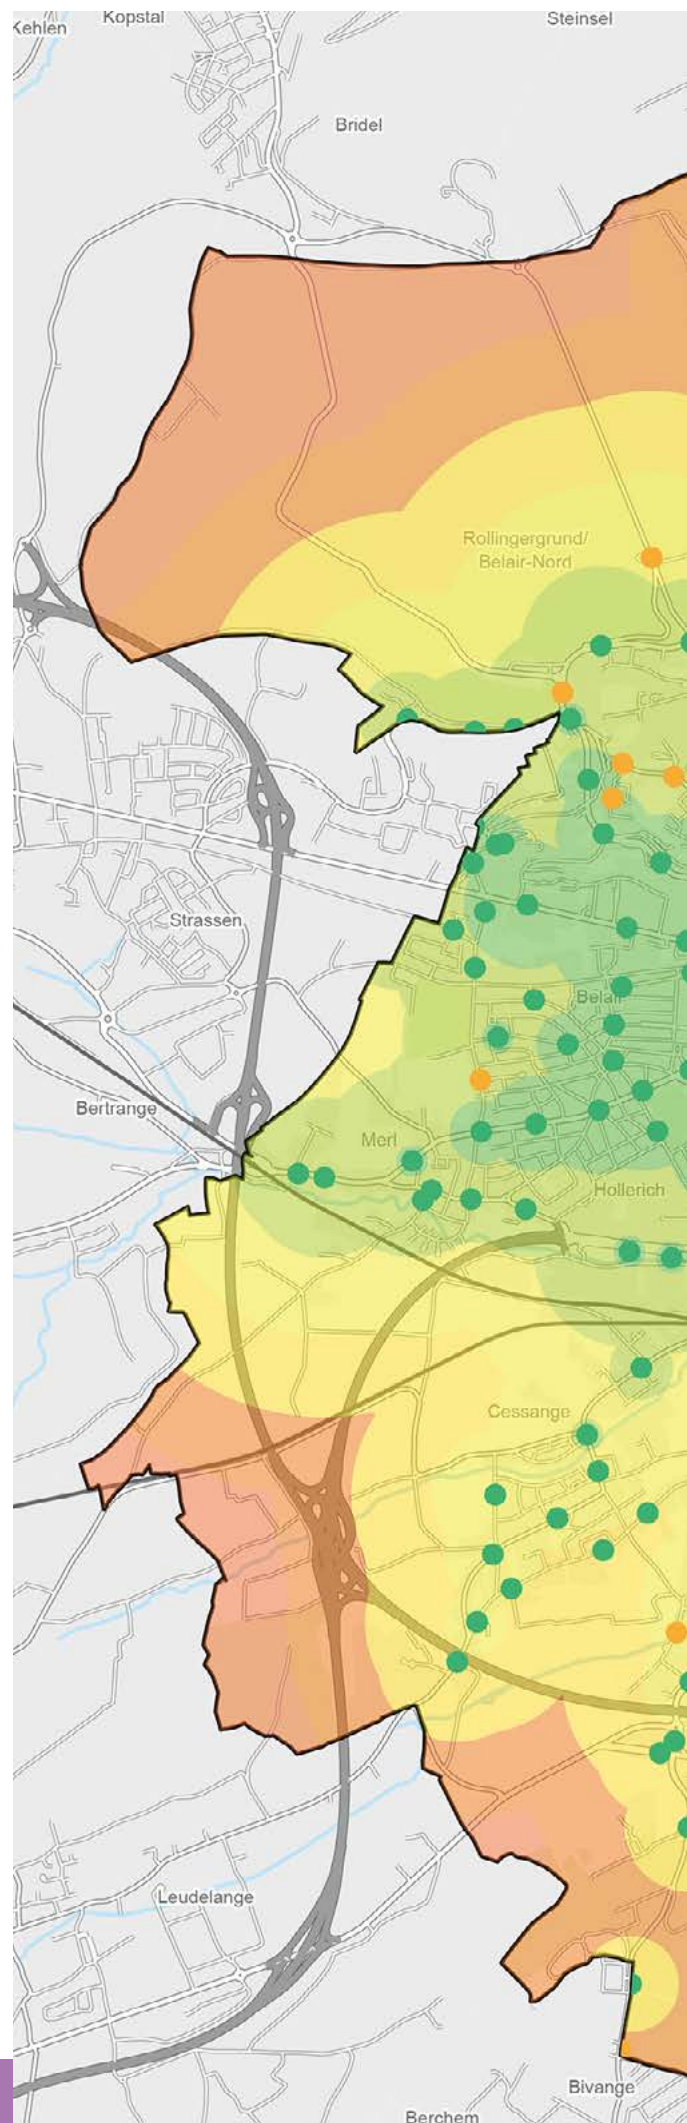 Kopstal
Steinsel
Kehlen
Bridel
Rollingergrund/
Belair-Nord
Strassen
Belair
Bertrange
Merl
Hollerich
Cessange
Leudelange
Bivange
Berchem